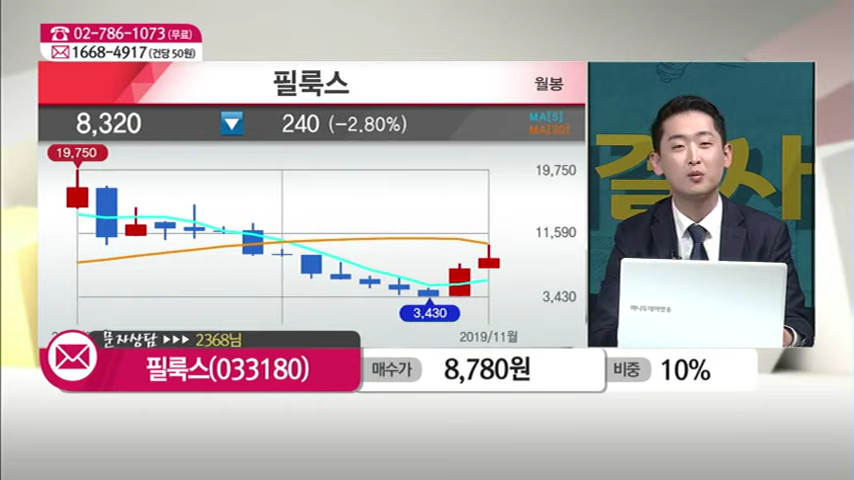 02-786-1073 (무료)
1668-4917 (건당 50원)
필룩스
월봉
8,320
240 (-2.80%)
MA[5]
MA[20]
19,750
19,750
11,590
3,430
3,430
2019/11월
결
사
문자상담 >>> 2368님
필룩스(033180)
매수가
8,780원
비중
10%